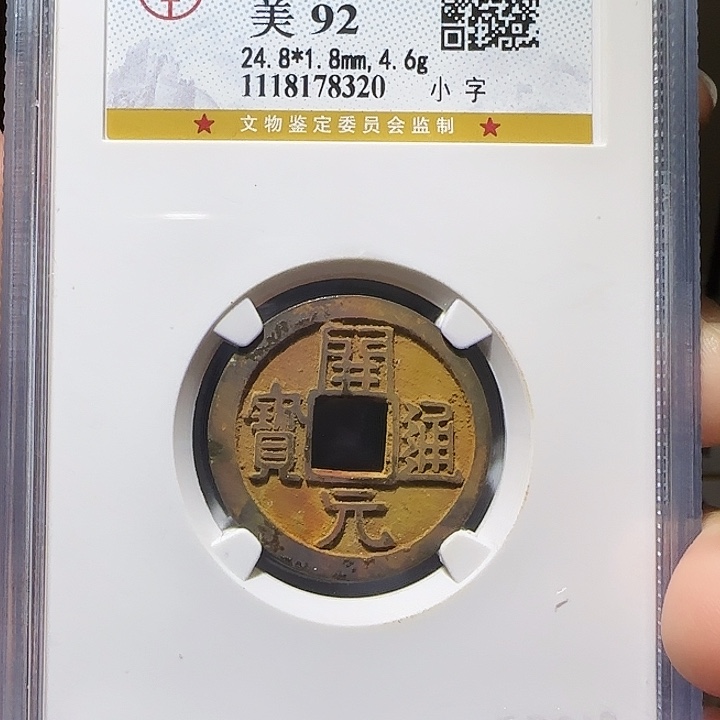 美 92
24.8*1.8mm, 4.6g
1118178320 小字
★ 文物鉴定委员会监制 ★
開元通寳